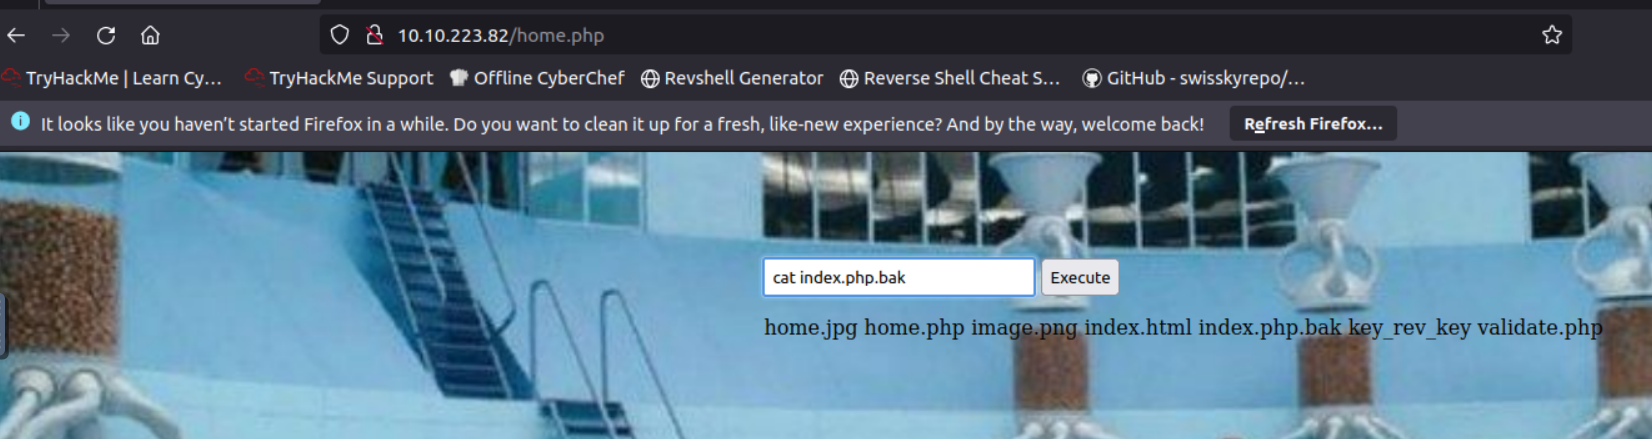 10.10.223.82/home.php
TryHackMe | Learn Cy... TryHackMe Support Offline CyberChef Revshell Generator Reverse Shell Cheat S... GitHub - swisskyrepo/...
It looks like you haven't started Firefox in a while. Do you want to clean it up for a fresh, like-new experience? And by the way, welcome back! Refresh Firefox...
cat index.php.bak Execute
home.jpg home.php image.png index.html index.php.bak key_rev_key validate.php